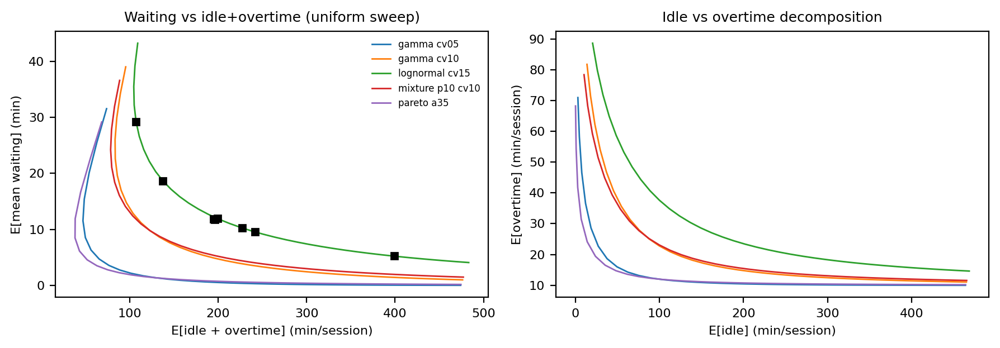 Waiting vs idle+overtime (uniform sweep)
E[mean waiting] (min)
40
30
20
10
0
gamma cv05
gamma cv10
lognormal cv15
mixture p10 cv10
pareto a35
100
200
300
400
500
E[idle + overtime] (min/session)
Idle vs overtime decomposition
E[overtime] (min/session)
90
80
70
60
50
40
30
20
10
0
100
200
300
400
E[idle] (min/session)